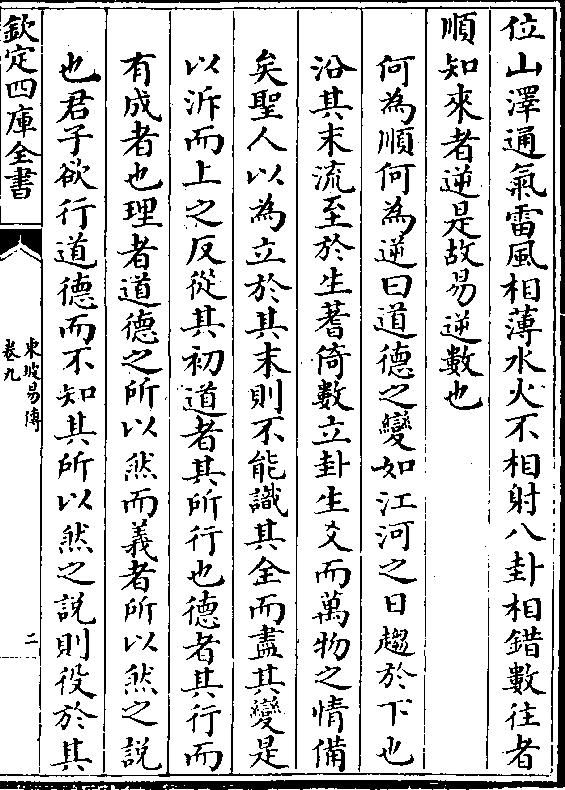 位山澤通氣雷風相薄水火不相射八卦相錯數往者
順知來者逆是故易逆數也
何為順何為逆曰道德之變如江河之日趨於下也
沿其末流至於生蓍倚數立卦生爻而萬物之情備
矣聖人以為立於其末則不能識其全而盡其變是
以泝而上之反從其初道者其所行也德者其行而
有成者也理者道德之所以然而義者所以然之說
也君子欲行道德而不知其所以然之說則役於其
欽定四庫全書
東坡易傳
卷九
二